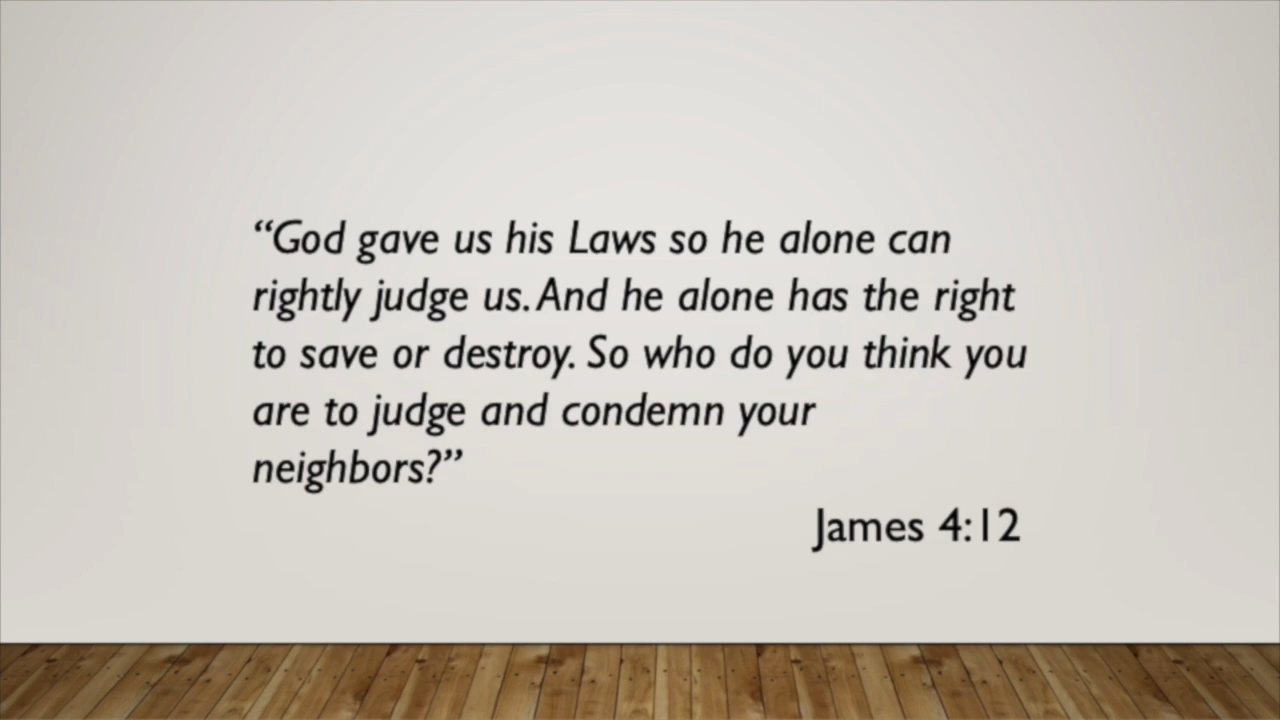 “God gave us his Laws so he alone can
rightly judge us. And he alone has the right
to save or destroy. So who do you think you
are to judge and condemn your
neighbors?”
James 4:12